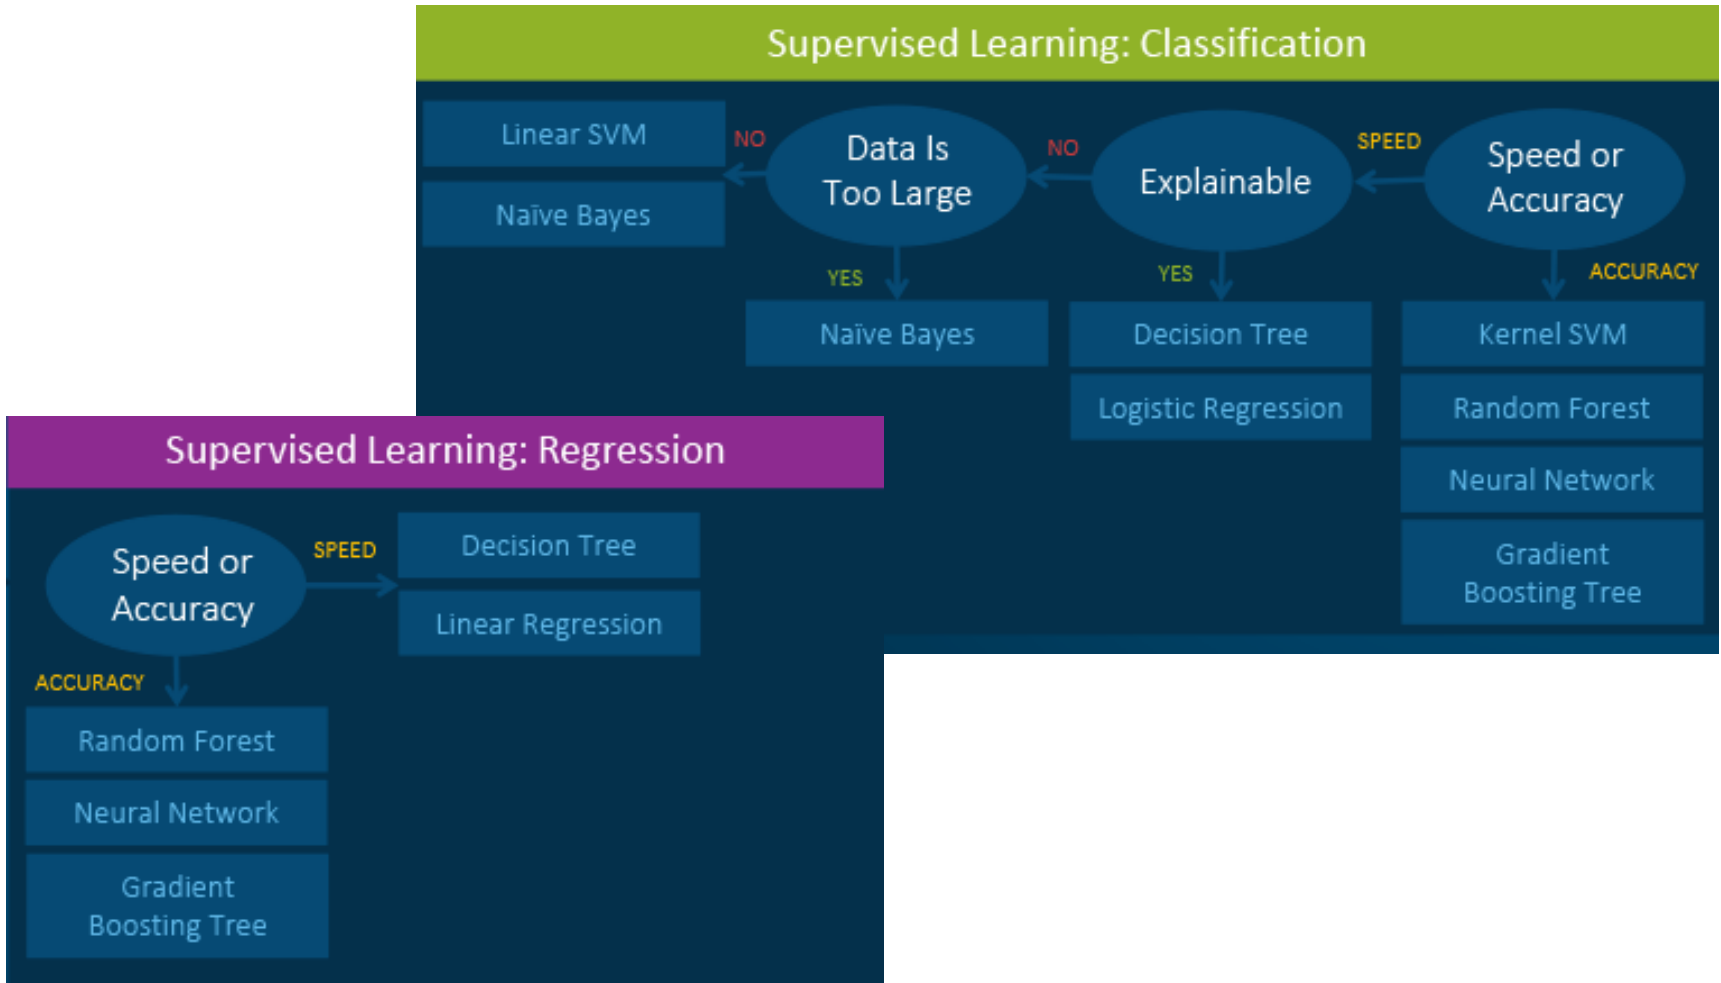 Supervised Learning: Classification
Linear SVM
Naïve Bayes
NO
Data Is
Too Large
NO
Explainable
SPEED
Speed or
Accuracy
YES
YES
ACCURACY
Naïve Bayes
Decision Tree
Logistic Regression
Kernel SVM
Random Forest
Neural Network
Gradient
Boosting Tree
Supervised Learning: Regression
Speed or
Accuracy
SPEED
Decision Tree
Linear Regression
ACCURACY
Random Forest
Neural Network
Gradient
Boosting Tree